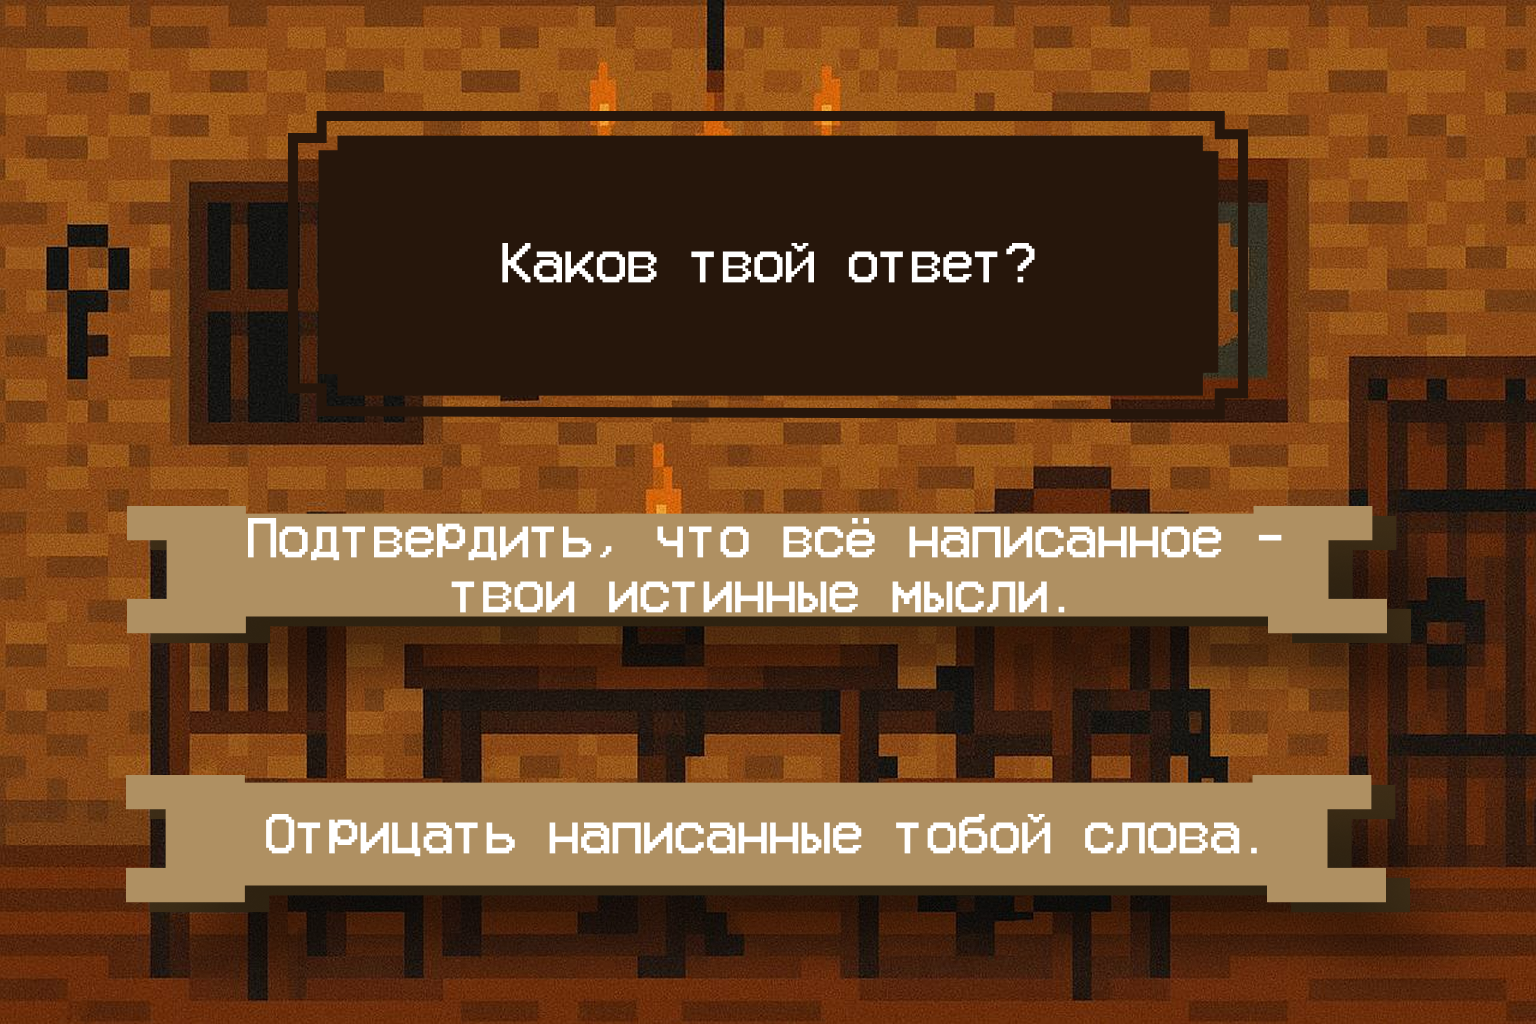 Каков твой ответ?
Подтвердить, что всё написанное -
твои истинные мысли.
Отрицать написанные тобой слова.